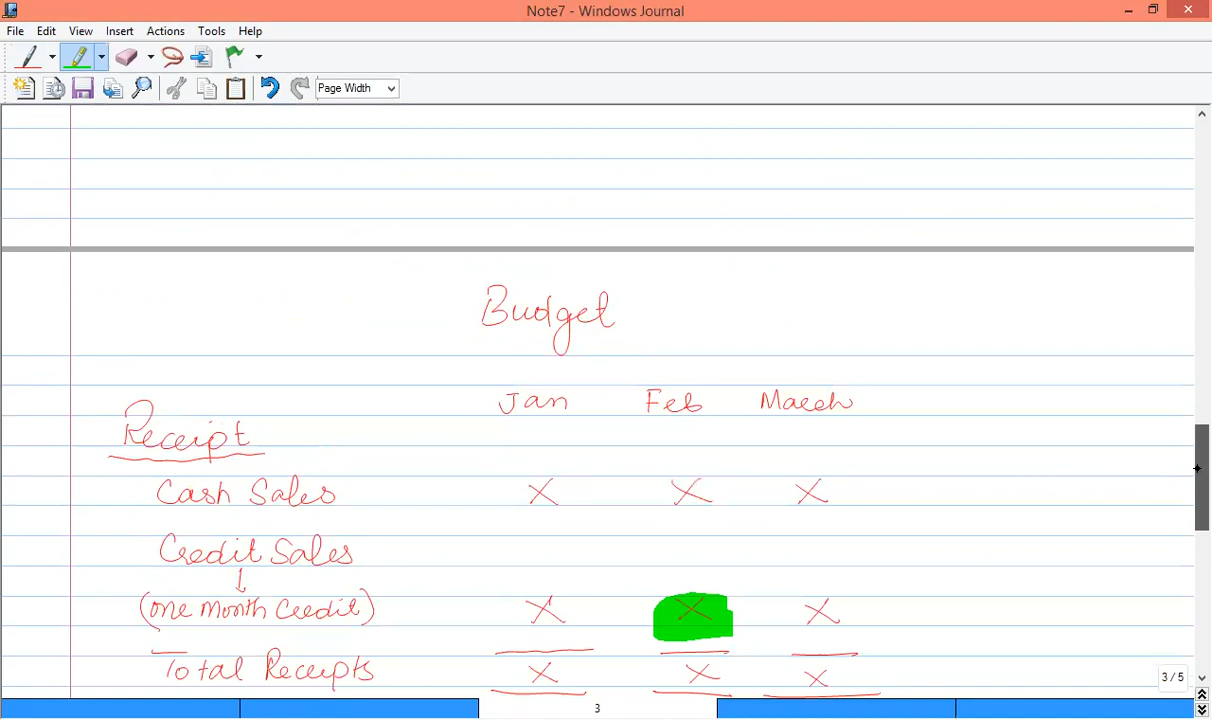 Note7 - Windows Journal
File Edit View Insert Actions Tools Help
Page Width
Budget
Jan Feb March
Receipt
Cash Sales X X X
Credit Sales
(one Month Credit) X X X
Total Receipts X X X
3 / 5
3